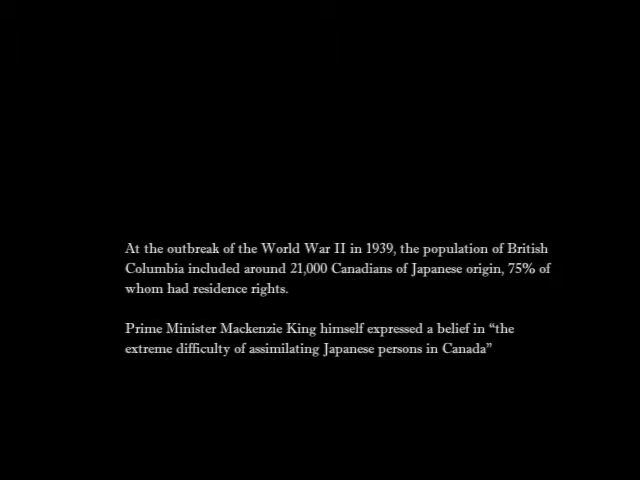 At the outbreak of the World War II in 1939, the population of British
Columbia included around 21,000 Canadians of Japanese origin, 75% of
whom had residence rights.
Prime Minister Mackenzie King himself expressed a belief in “the
extreme difficulty of assimilating Japanese persons in Canada”